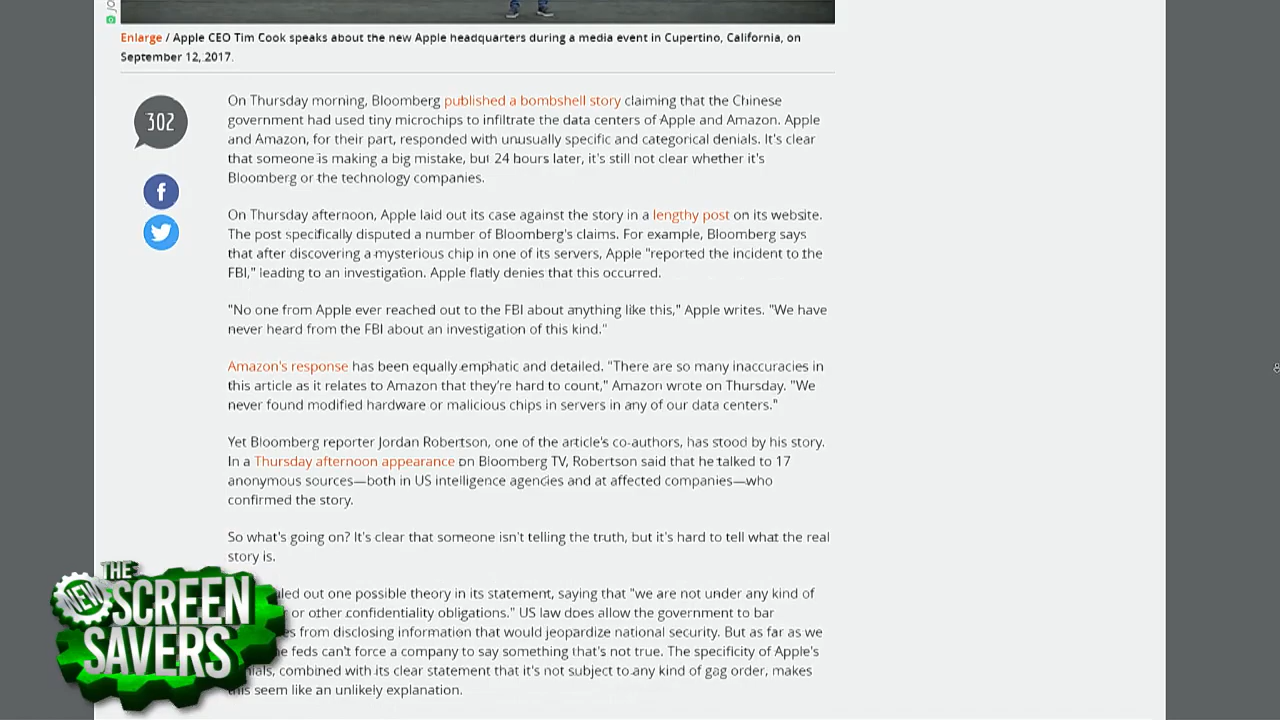 Enlarge / Apple CEO Tim Cook speaks about the new Apple headquarters during a media event in Cupertino, California, on
September 12, 2017.
302
On Thursday morning, Bloomberg published a bombshell story claiming that the Chinese
government had used tiny microchips to infiltrate the data centers of Apple and Amazon. Apple
and Amazon, for their part, responded with unusually specific and categorical denials. It's clear
that someone is making a big mistake, but 24 hours later, it's still not clear whether it's
Bloomberg or the technology companies.
On Thursday afternoon, Apple laid out its case against the story in a lengthy post on its website.
The post specifically disputed a number of Bloomberg's claims. For example, Bloomberg says
that after discovering a mysterious chip in one of its servers, Apple "reported the incident to the
FBI," leading to an investigation. Apple flatly denies that this occurred.
"No one from Apple ever reached out to the FBI about anything like this," Apple writes. "We have
never heard from the FBI about an investigation of this kind."
Amazon's response has been equally emphatic and detailed. "There are so many inaccuracies in
this article as it relates to Amazon that they're hard to count," Amazon wrote on Thursday. "We
never found modified hardware or malicious chips in servers in any of our data centers."
Yet Bloomberg reporter Jordan Robertson, one of the article's co-authors, has stood by his story.
In a Thursday afternoon appearance on Bloomberg TV, Robertson said that he talked to 17
anonymous sources—both in US intelligence agencies and at affected companies—who
confirmed the story.
So what's going on? It's clear that someone isn't telling the truth, but it's hard to tell what the real
story is.
led out one possible theory in its statement, saying that "we are not under any kind of
or other confidentiality obligations." US law does allow the government to bar
es from disclosing information that would jeopardize national security. But as far as we
e feds can't force a company to say something that's not true. The specificity of Apple's
ials, combined with its clear statement that it's not subject to any kind of gag order, makes
this seem like an unlikely explanation.
THE
NEW SCREEN
SAVERS